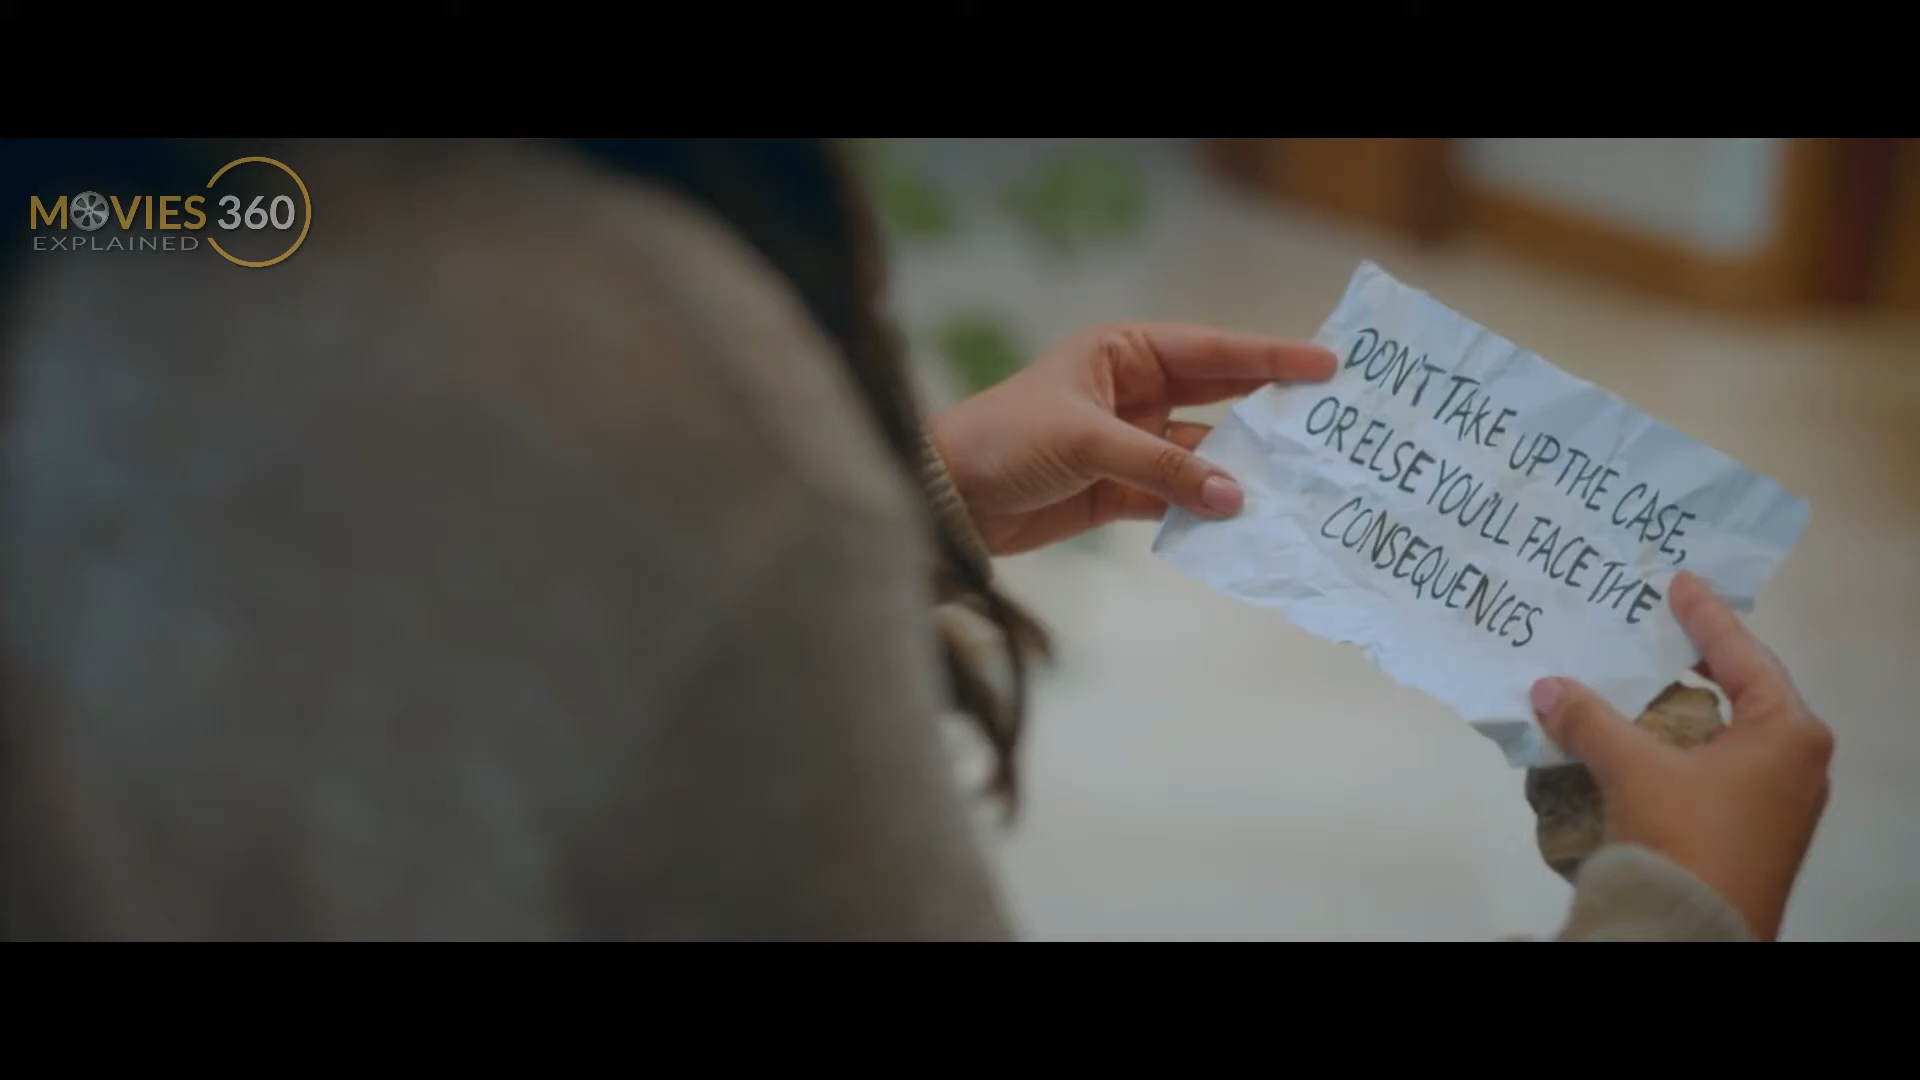 MOVIES 360
EXPLAINED
DON'T TAKE UP THE CASE,
OR ELSE YOU'LL FACE THE
CONSEQUENCES